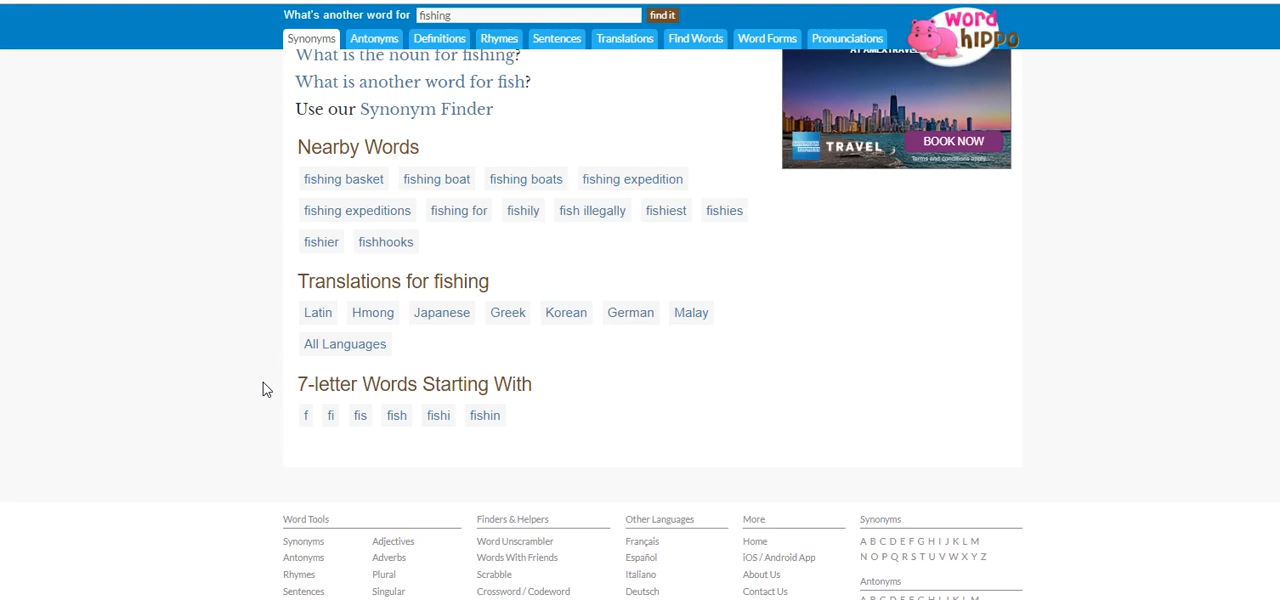 What's another word for fishing find it
word hippo
Synonyms Antonyms Definitions Rhymes Sentences Translations Find Words Word Forms Pronunciations
What is the noun for fishing?
What is another word for fish?
Use our Synonym Finder
Nearby Words
fishing basket fishing boat fishing boats fishing expedition
fishing expeditions fishing for fishily fish illegally fishiest fishies
fishier fishhooks
TRAVEL BOOK NOW
Terms and conditions apply.
Translations for fishing
Latin Hmong Japanese Greek Korean German Malay
All Languages
7-letter Words Starting With
f fi fis fish fishi fishin
Word Tools Finders & Helpers Other Languages More Synonyms
Synonyms Adjectives Word Unscrambler Français Home A B C D E F G H I J K L M
Antonyms Adverbs Words With Friends Español iOS / Android App N O P Q R S T U V W X Y Z
Rhymes Plural Scrabble Italiano About Us Antonyms
Sentences Singular Crossword / Codeword Deutsch Contact Us A B C D E F G H I J K L M